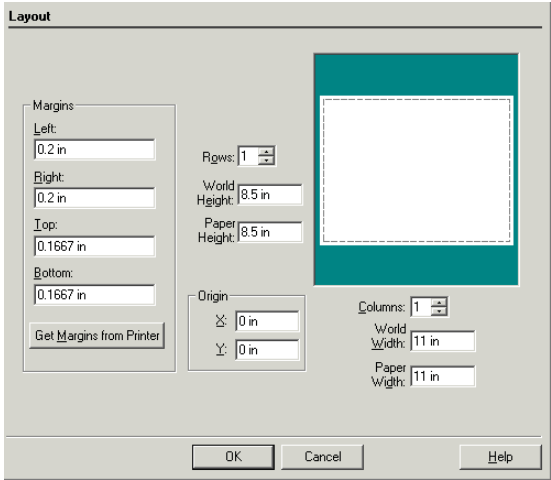 Layout
Margins
Left:
0.2 in
Right:
0.2 in
Top:
0.1667 in
Bottom:
0.1667 in
Get Margins from Printer
Rows: 1
World
Height: 8.5 in
Paper
Height: 8.5 in
Origin
X: 0 in
Y: 0 in
Columns: 1
World
Width: 11 in
Paper
Width: 11 in
OK
Cancel
Help